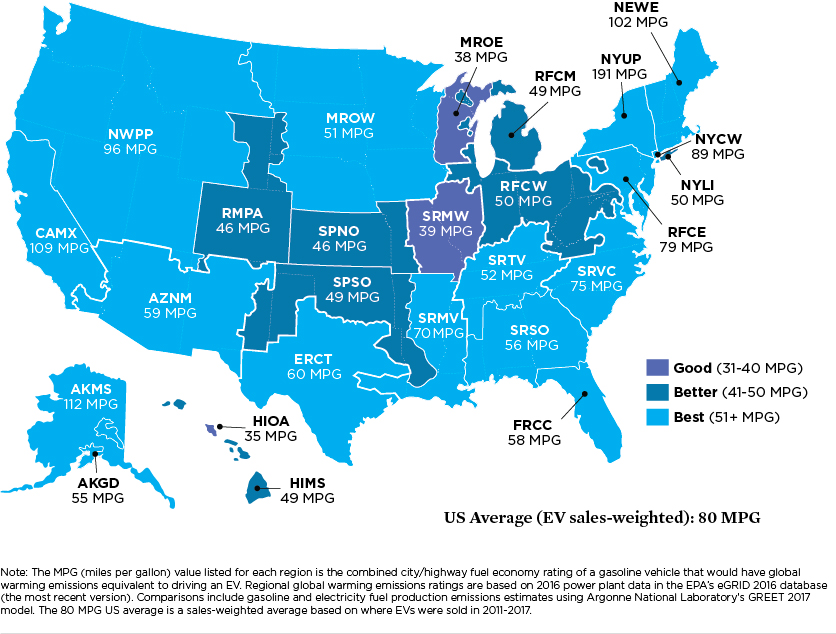 NEWE
102 MPG
MROE
38 MPG
NYUP
191 MPG
RFCM
49 MPG
MROW
51 MPG
NWPP
96 MPG
NYCW
89 MPG
NYLI
50 MPG
RFCW
50 MPG
RMPA
46 MPG
SPNO
46 MPG
SRMW
39 MPG
CAMX
109 MPG
RFCE
79 MPG
SRTV
52 MPG
SRVC
75 MPG
SPSO
49 MPG
AZNM
59 MPG
SRMV
70 MPG
SRSO
56 MPG
ERCT
60 MPG
Good (31-40 MPG)
Better (41-50 MPG)
Best (51+ MPG)
AKMS
112 MPG
HIOA
35 MPG
FRCC
58 MPG
AKGD
55 MPG
HIMS
49 MPG
US Average (EV sales-weighted): 80 MPG
Note: The MPG (miles per gallon) value listed for each region is the combined city/highway fuel economy rating of a gasoline vehicle that would have global
warming emissions equivalent to driving an EV. Regional global warming emissions ratings are based on 2016 power plant data in the EPA's eGRID 2016 database
(the most recent version). Comparisons include gasoline and electricity fuel production emissions estimates using Argonne National Laboratory's GREET 2017
model. The 80 MPG US average is a sales-weighted average based on where EVs were sold in 2011-2017.